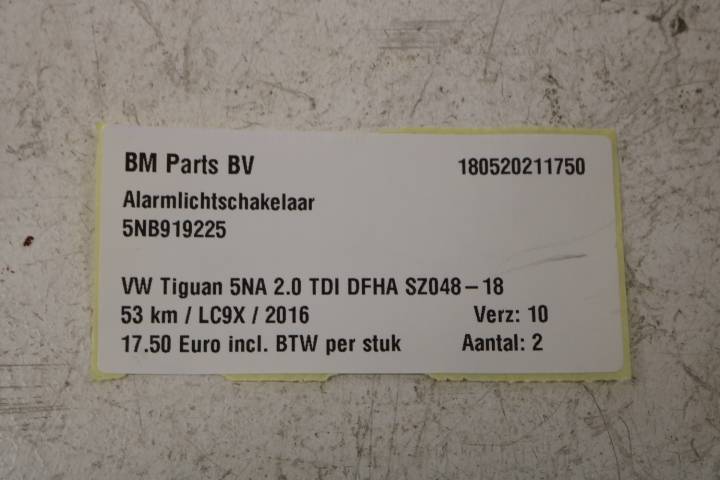 BM Parts BV 180520211750
Alarmlichtschakelaar
5NB919225
VW Tiguan 5NA 2.0 TDI DFHA SZ048-18
53 km / LC9X / 2016 Verz: 10
17.50 Euro incl. BTW per stuk Aantal: 2